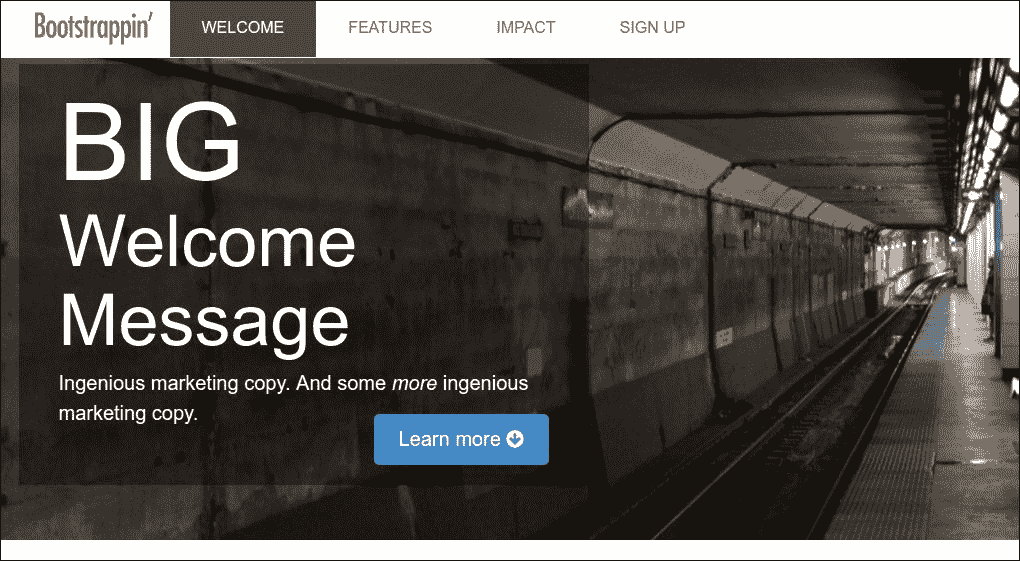 Bootstrappin’ WELCOME FEATURES IMPACT SIGN UP
BIG
Welcome
Message
Ingenious marketing copy. And some more ingenious
marketing copy.
Learn more